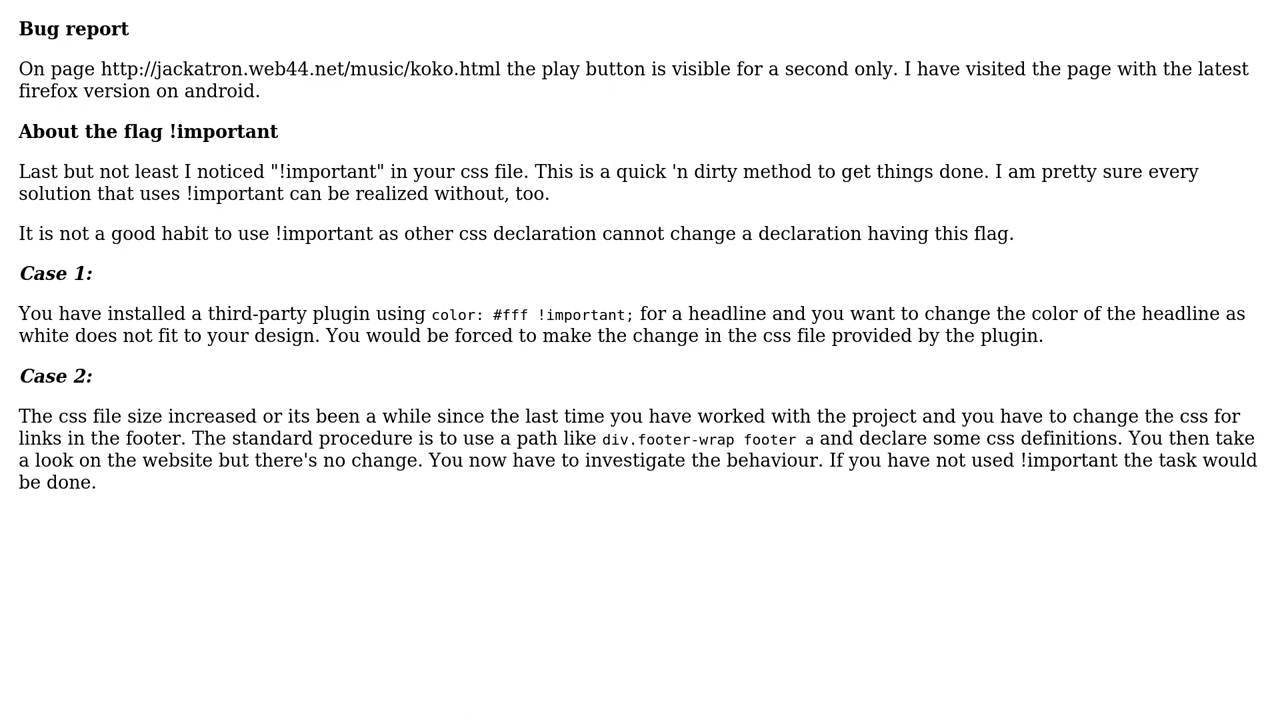 Bug report
On page http://jackatron.web44.net/music/koko.html the play button is visible for a second only. I have visited the page with the latest
firefox version on android.
About the flag !important
Last but not least I noticed "!important" in your css file. This is a quick 'n dirty method to get things done. I am pretty sure every
solution that uses !important can be realized without, too.
It is not a good habit to use !important as other css declaration cannot change a declaration having this flag.
Case 1:
You have installed a third-party plugin using color: #fff !important; for a headline and you want to change the color of the headline as
white does not fit to your design. You would be forced to make the change in the css file provided by the plugin.
Case 2:
The css file size increased or its been a while since the last time you have worked with the project and you have to change the css for
links in the footer. The standard procedure is to use a path like div.footer-wrap footer a and declare some css definitions. You then take
a look on the website but there's no change. You now have to investigate the behaviour. If you have not used !important the task would
be done.